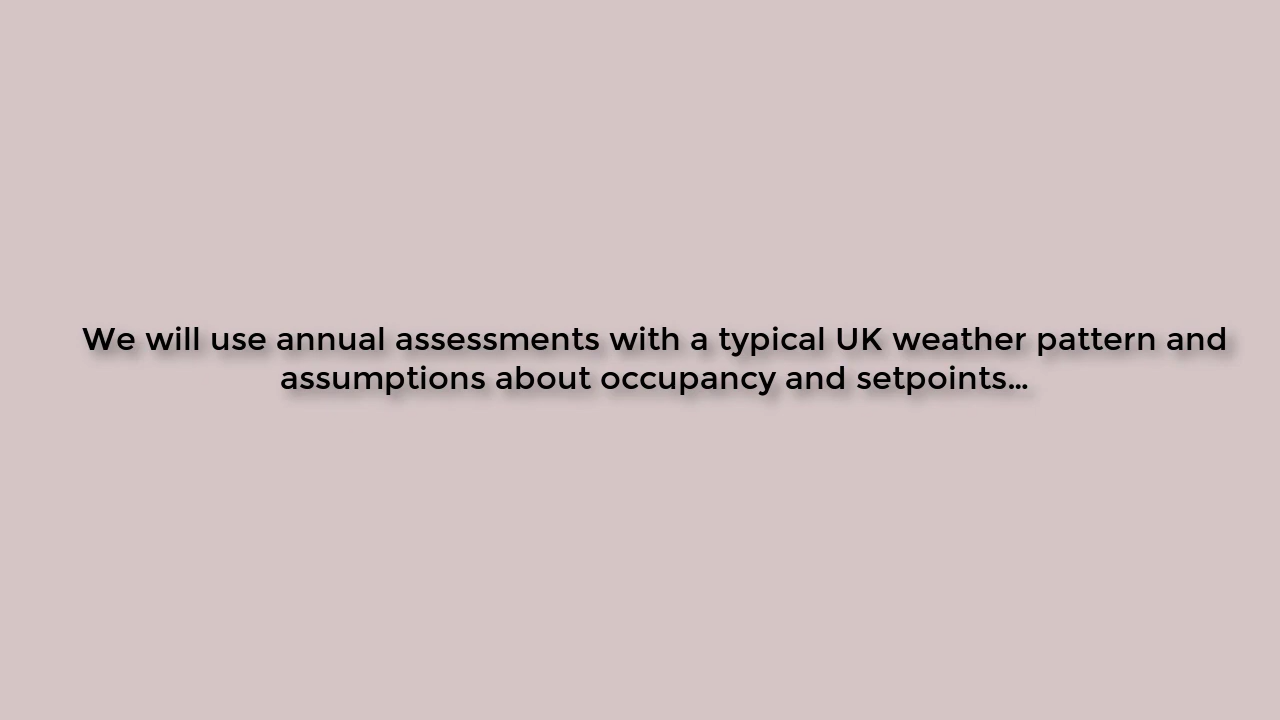 We will use annual assessments with a typical UK weather pattern and
assumptions about occupancy and setpoints...